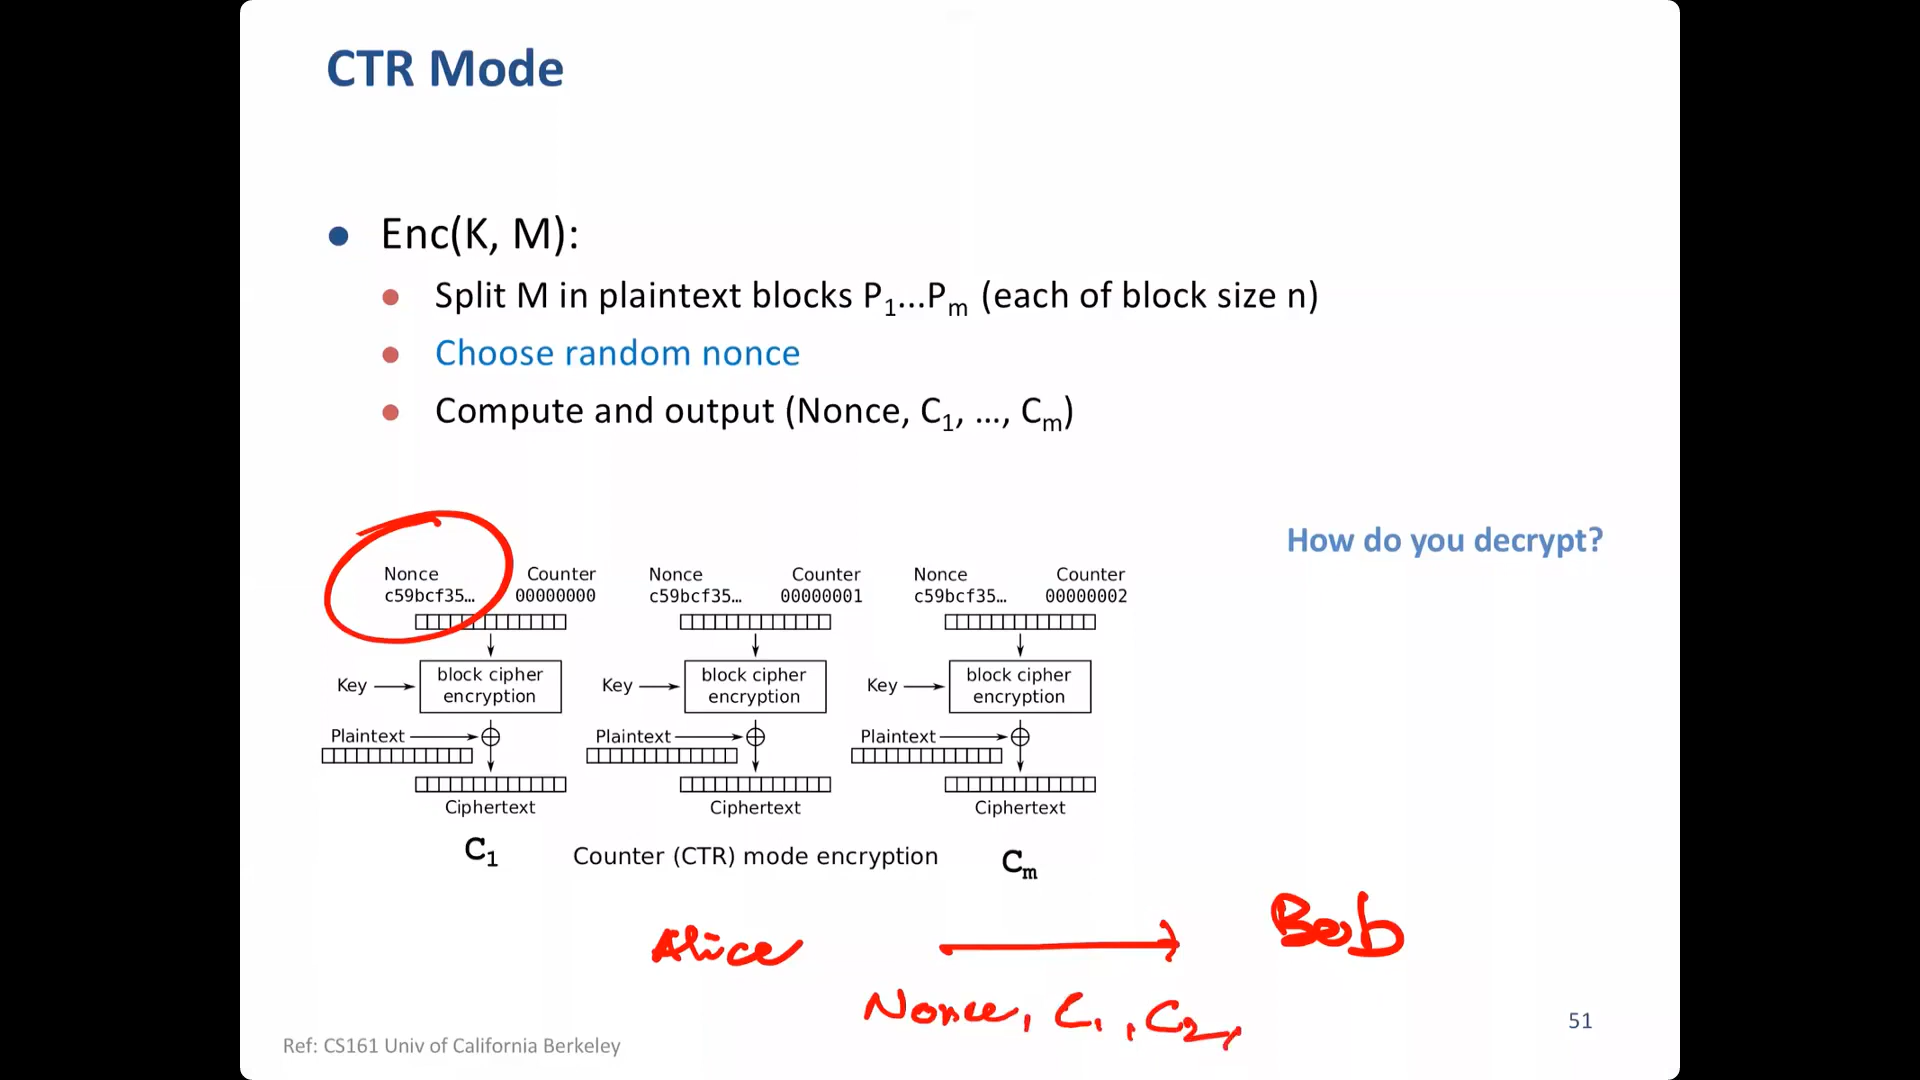 CTR Mode
Enc(K, M):
Split M in plaintext blocks P1...Pm (each of block size n)
Choose random nonce
Compute and output (Nonce, C1, ..., Cm)
How do you decrypt?
Nonce Counter Nonce Counter Nonce Counter
c59bcf35… 00000000 c59bcf35… 00000001 c59bcf35… 00000002
block cipher block cipher block cipher
Key Key Key
encryption encryption encryption
Plaintext Plaintext Plaintext
Ciphertext Ciphertext Ciphertext
C1 Counter (CTR) mode encryption Cm
Alice Bob
Nonce, C1, C2,
51
Ref: CS161 Univ of California Berkeley